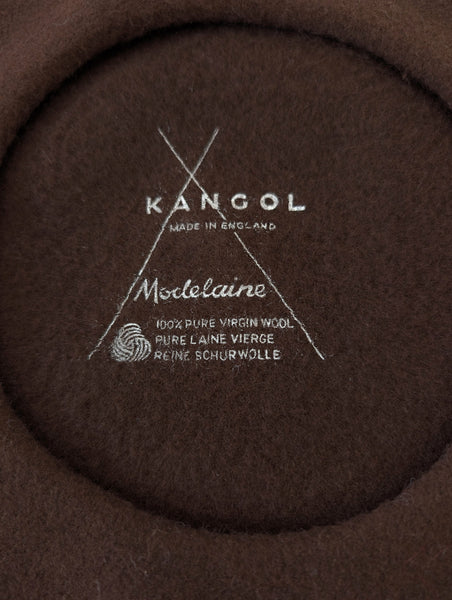 KANGOL
MADE IN ENGLAND
Modelaine
100% PURE VIRGIN WOOL
PURE LAINE VIERGE
REINE SCHURWOLLE